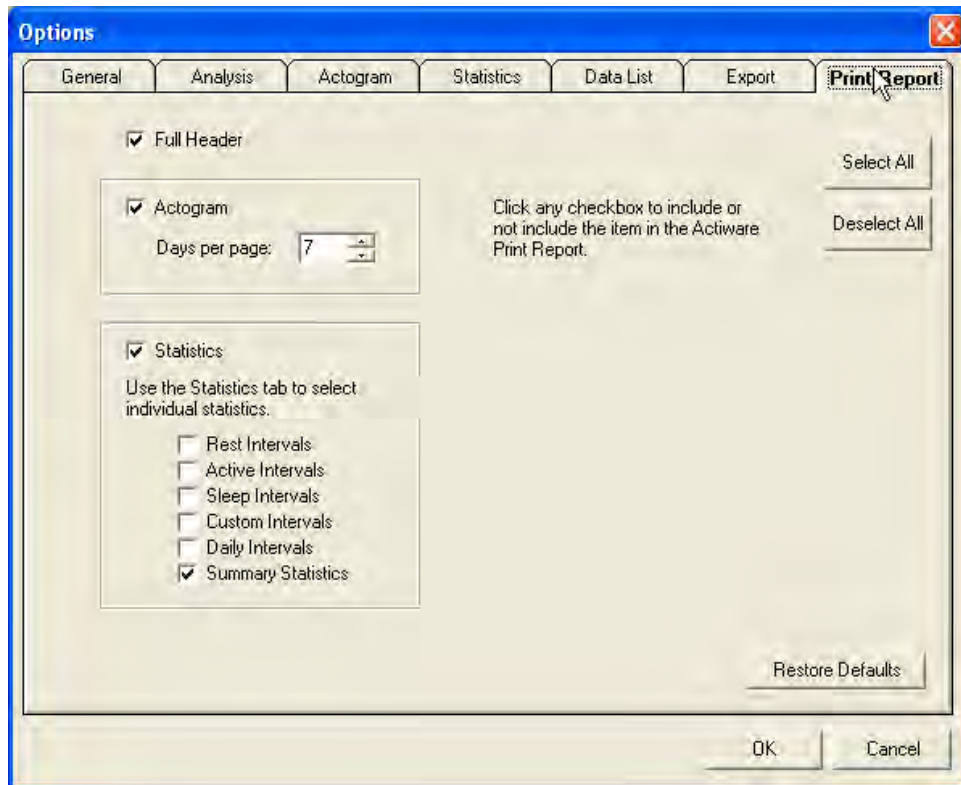 Options
General Analysis Actogram Statistics Data List Export Print Report
Full Header
Select All
Actogram
Days per page: 7
Click any checkbox to include or
not include the item in the Actiware
Print Report.
Deselect All
Statistics
Use the Statistics tab to select
individual statistics.
Rest Intervals
Active Intervals
Sleep Intervals
Custom Intervals
Daily Intervals
Summary Statistics
Restore Defaults
OK Cancel